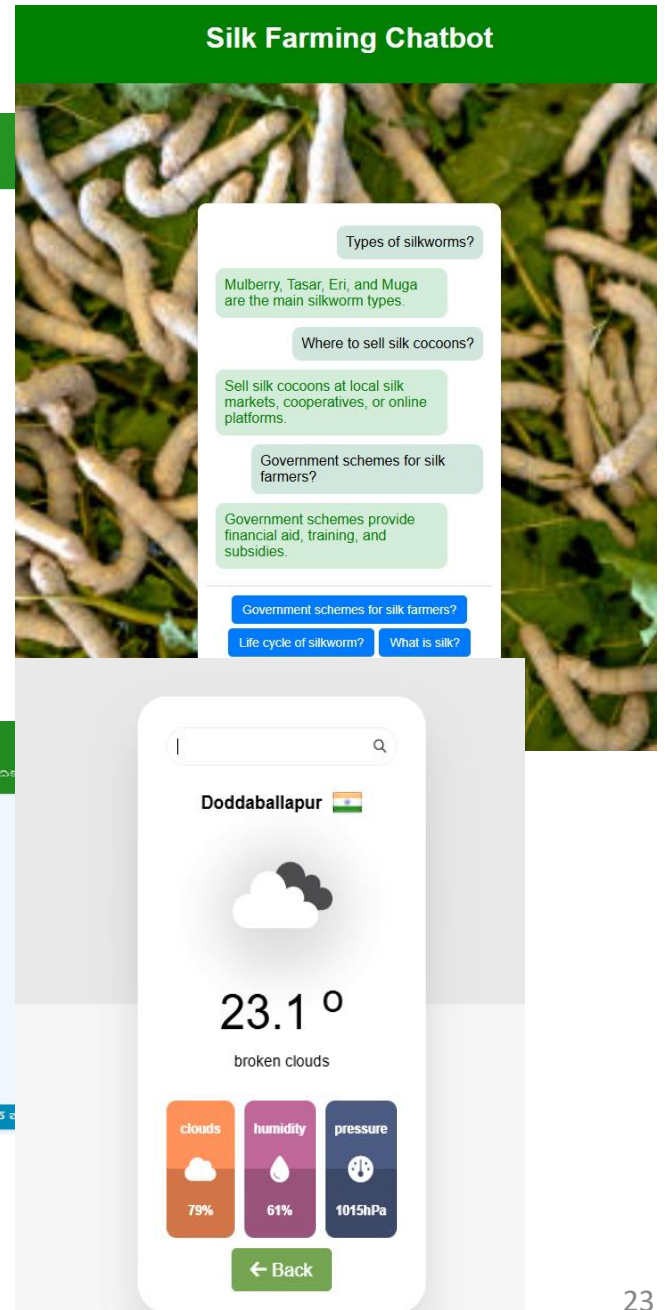 Silk Farming Chatbot
Types of silkworms?
Mulberry, Tasar, Eri, and Muga
are the main silkworm types.
Where to sell silk cocoons?
Sell silk cocoons at local silk
markets, cooperatives, or online
platforms.
Government schemes for silk
farmers?
Government schemes provide
financial aid, training, and
subsidies.
Government schemes for silk farmers?
Life cycle of silkworm? What is silk?
Doddaballapur
23.1 º
broken clouds
clouds humidity pressure
79% 61% 1015hPa
← Back
23